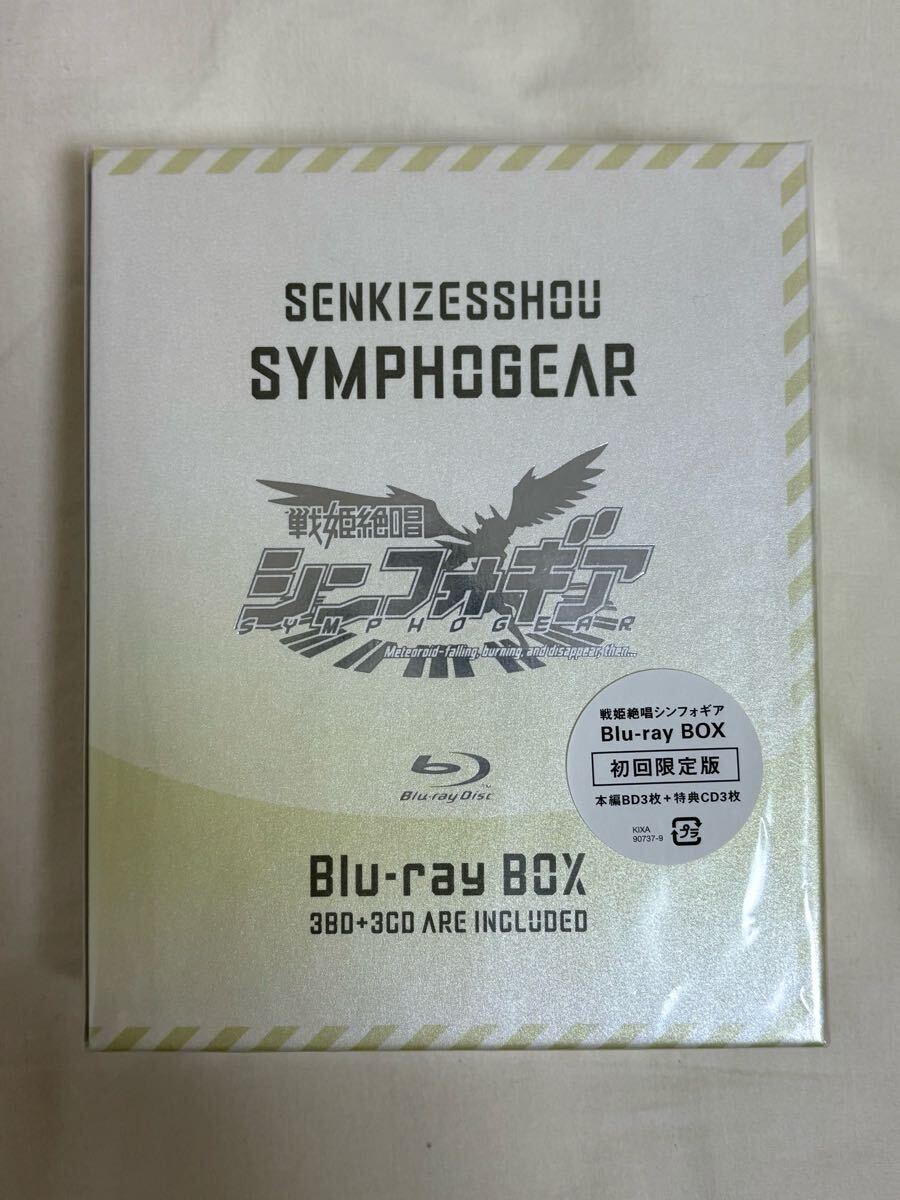 SENKIZESSHOU
SYMPHOGEAR
戦姫絶唱
シンフォギア
SYMPHOGEAR
Meteoroid-falling, burning, and disappear, then...
Blu-ray Disc™
Blu-ray BOX
3BD+3CD ARE INCLUDED
戦姫絶唱シンフォギア
Blu-ray BOX
初回限定版
本編BD3枚+特典CD3枚
KIXA
90737-9
プラ